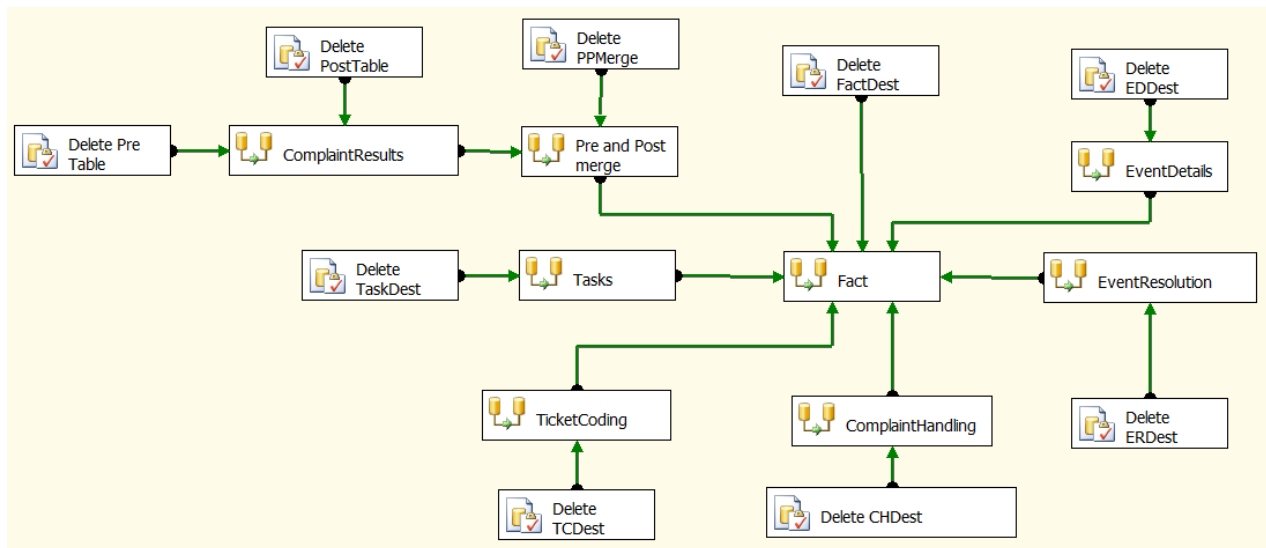 Delete
PostTable
Delete
PPMerge
Delete
FactDest
Delete
EDDest
Delete Pre
Table
ComplaintResults
Pre and Post
merge
EventDetails
Delete
TaskDest
Tasks
Fact
EventResolution
TicketCoding
ComplaintHandling
Delete
ERDest
Delete
TCDest
Delete CHDest